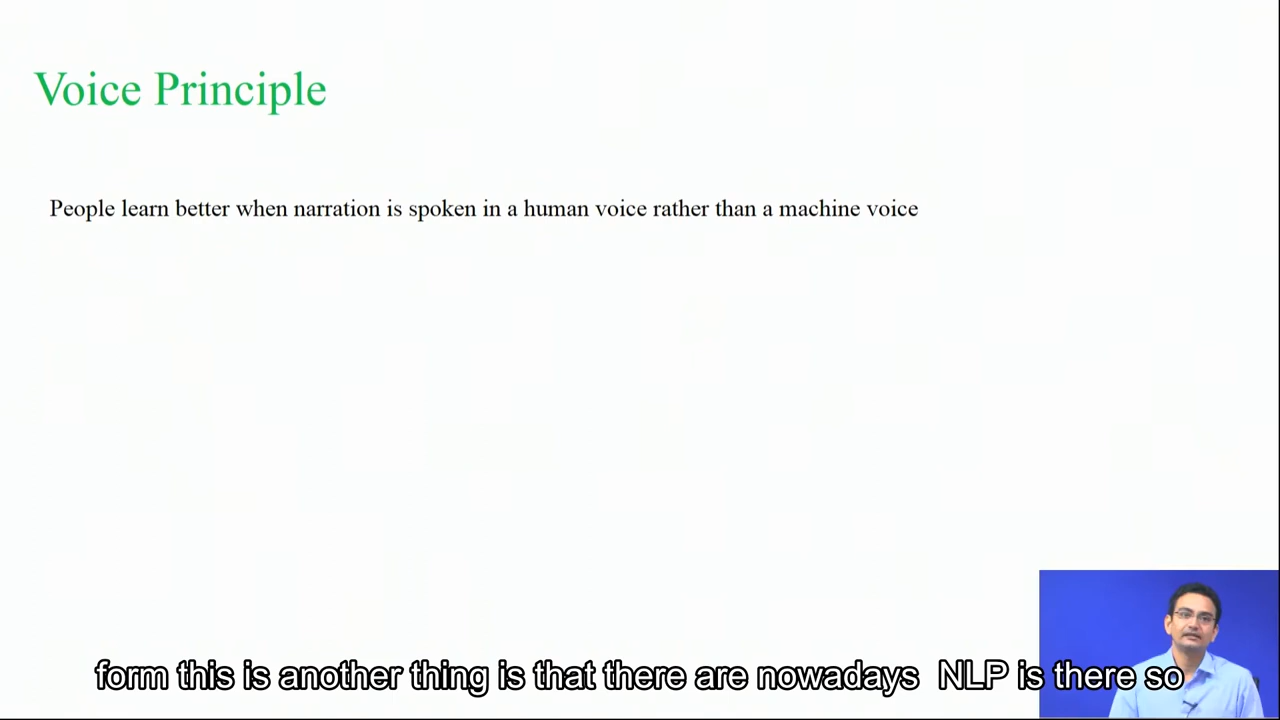 Voice Principle
People learn better when narration is spoken in a human voice rather than a machine voice
form this is another thing is that there are nowadays NLP is there so